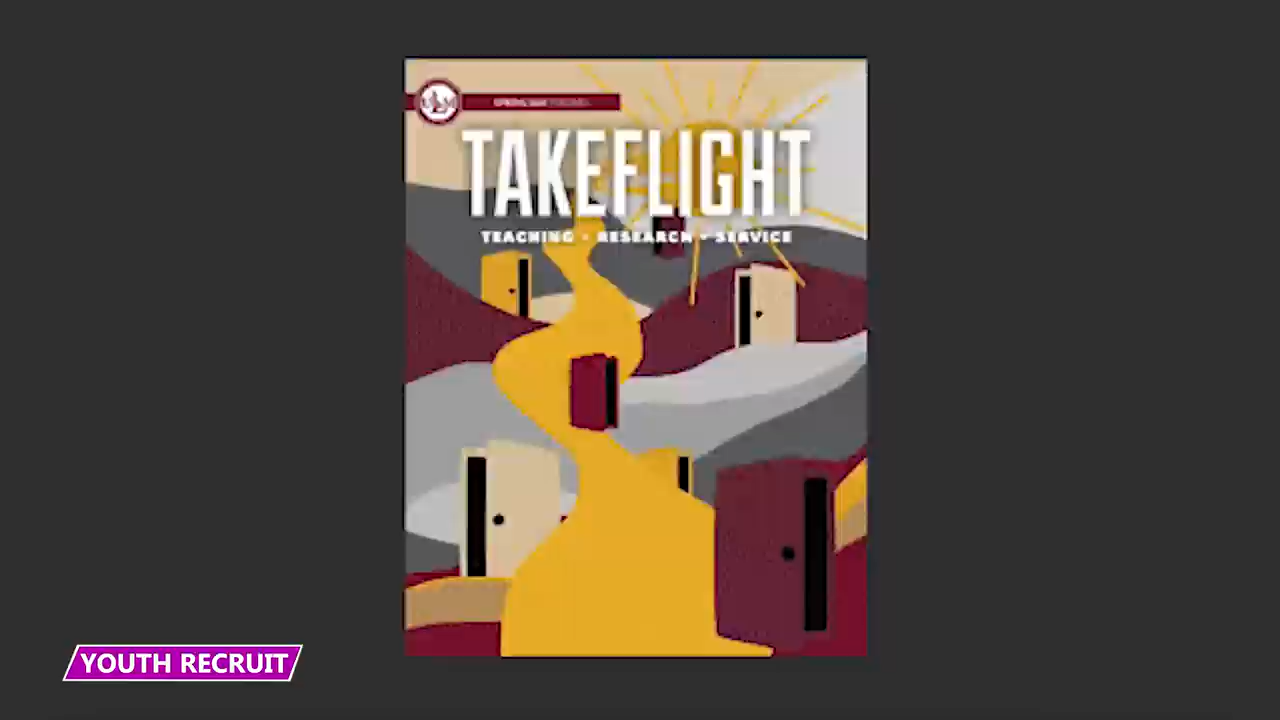 TAKEFLIGHT
TEACHING • RESEARCH • SERVICE
YOUTH RECRUIT